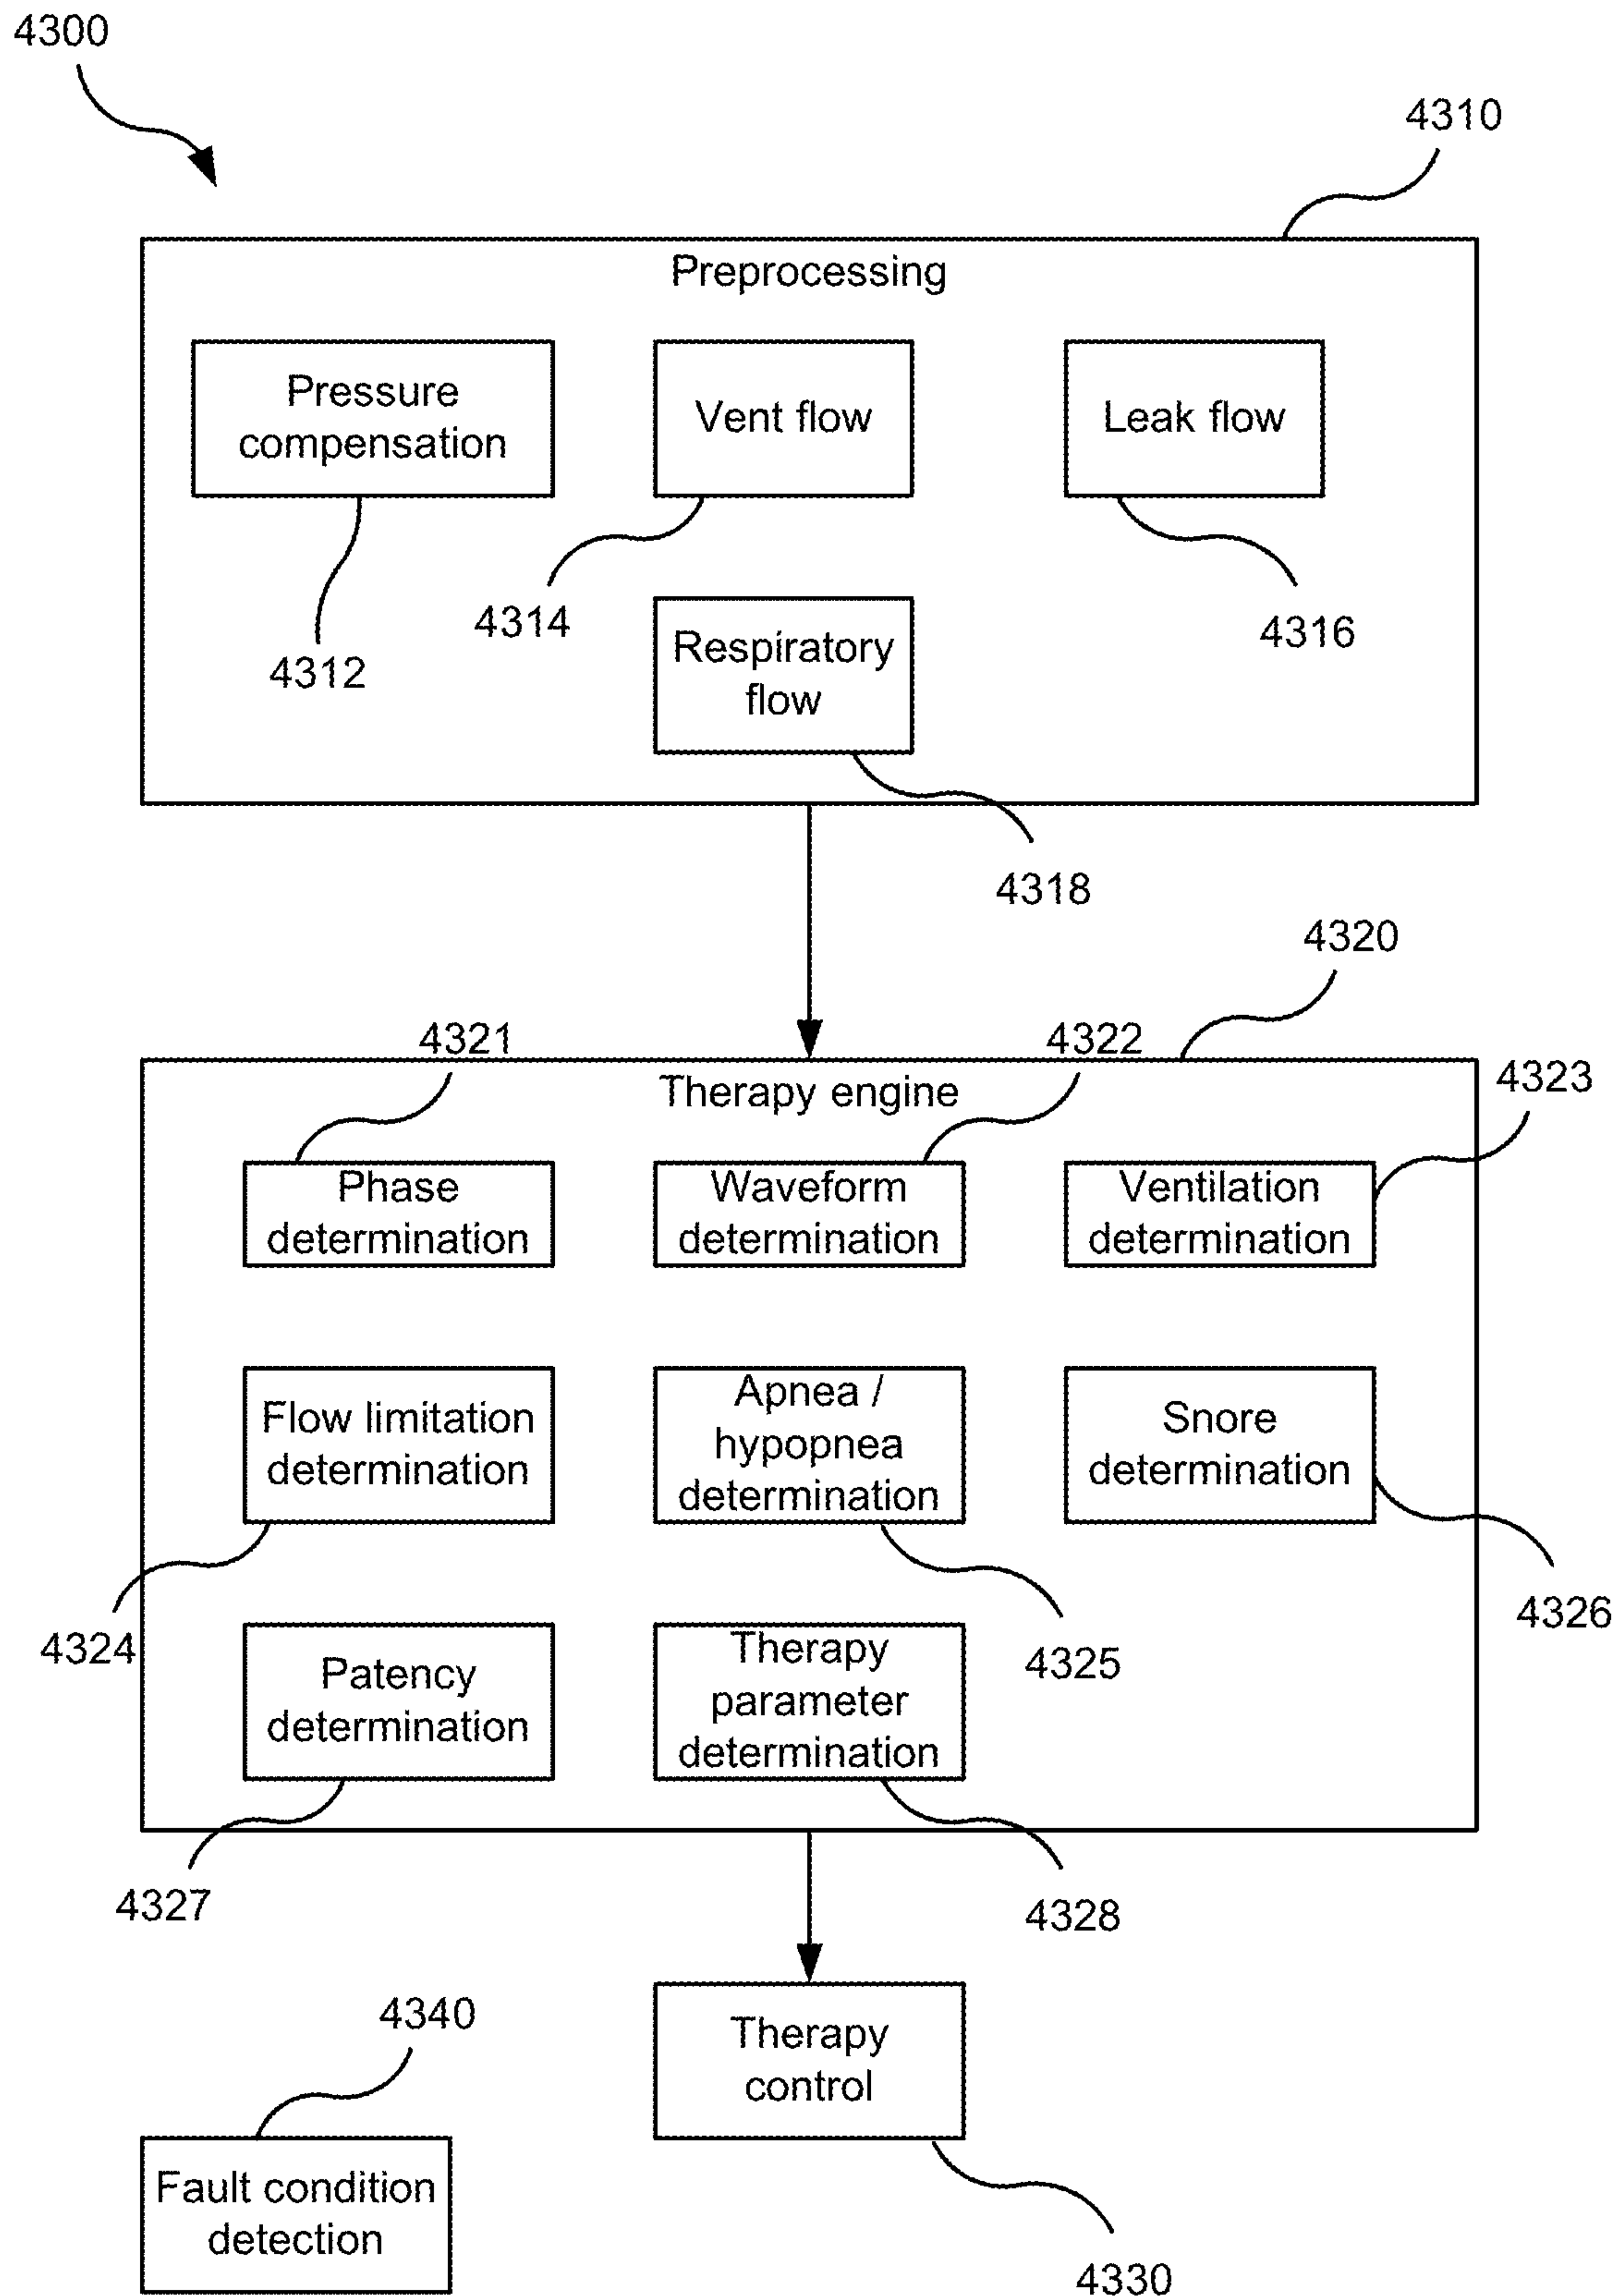 4300
4310
Preprocessing
Pressure
compensation
Vent flow
Leak flow
4312
4314
4316
Respiratory
flow
4318
4320
4321
4322
4323
Therapy engine
Phase
determination
Waveform
determination
Ventilation
determination
Flow limitation
determination
Apnea /
hypopnea
determination
Snore
determination
4324
4325
4326
Patency
determination
Therapy
parameter
determination
4327
4328
4340
Therapy
control
Fault condition
detection
4330